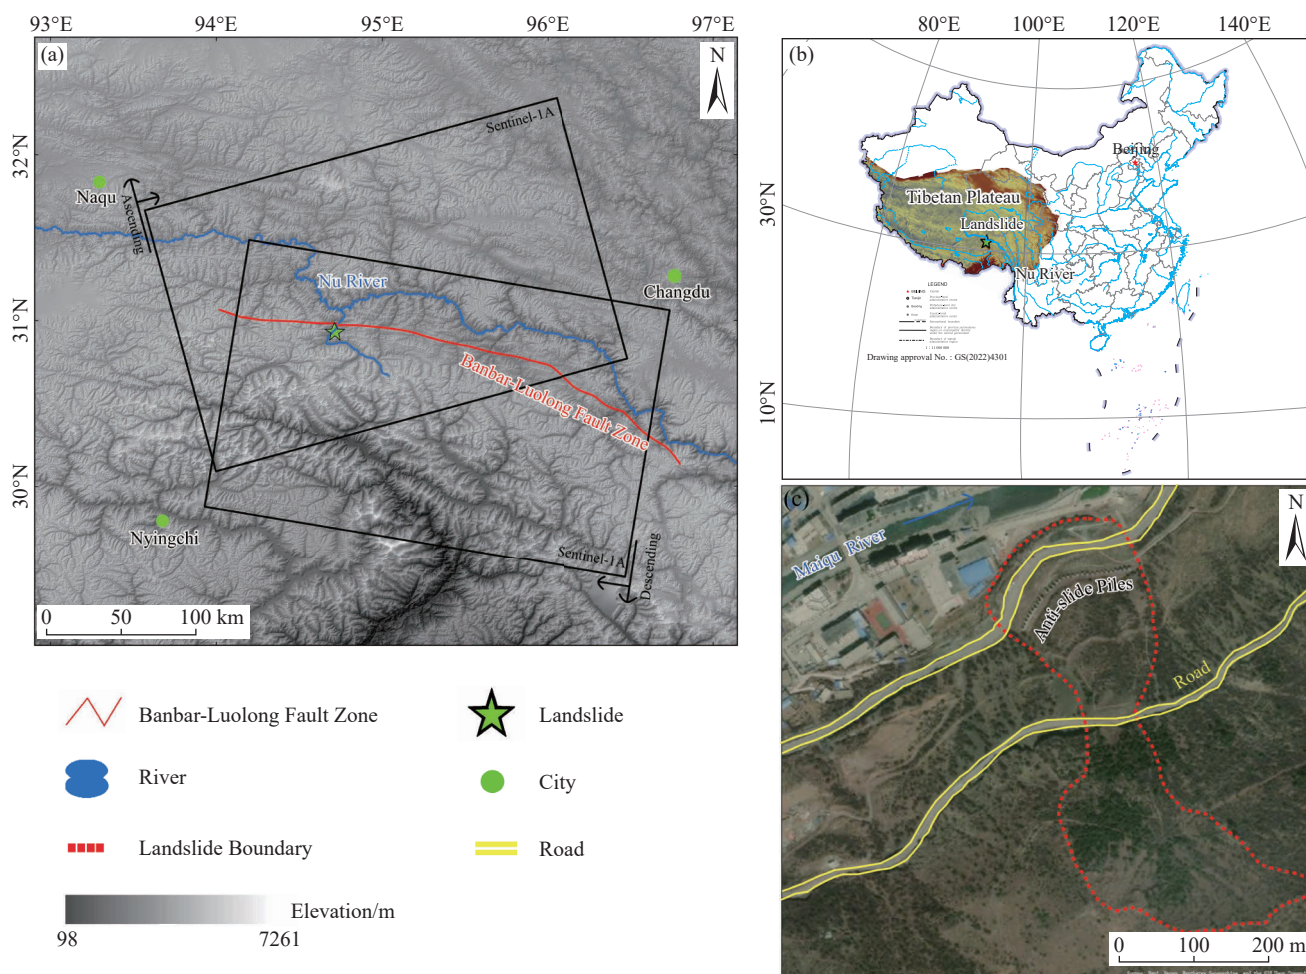 93°E
94°E
95°E
96°E
97°E
(a)
N
32°N
31°N
30°N
Sentinel-1A
Naqu
Ascending
Nu River
Changdu
Banbar-Luolong Fault Zone
Nyingchi
Sentinel-1A
Descending
0 50 100 km
80°E
100°E
120°E
140°E
(b)
30°N
10°N
Beijing
Tibetan Plateau
Landslide
Nu River
LEGEND
Drawing approval No. : GS(2022)4301
(c)
N
Maiqu River
Anti-slide Piles
Road
0 100 200 m
Banbar-Luolong Fault Zone
Landslide
River
City
Landslide Boundary
Road
Elevation/m
98
7261